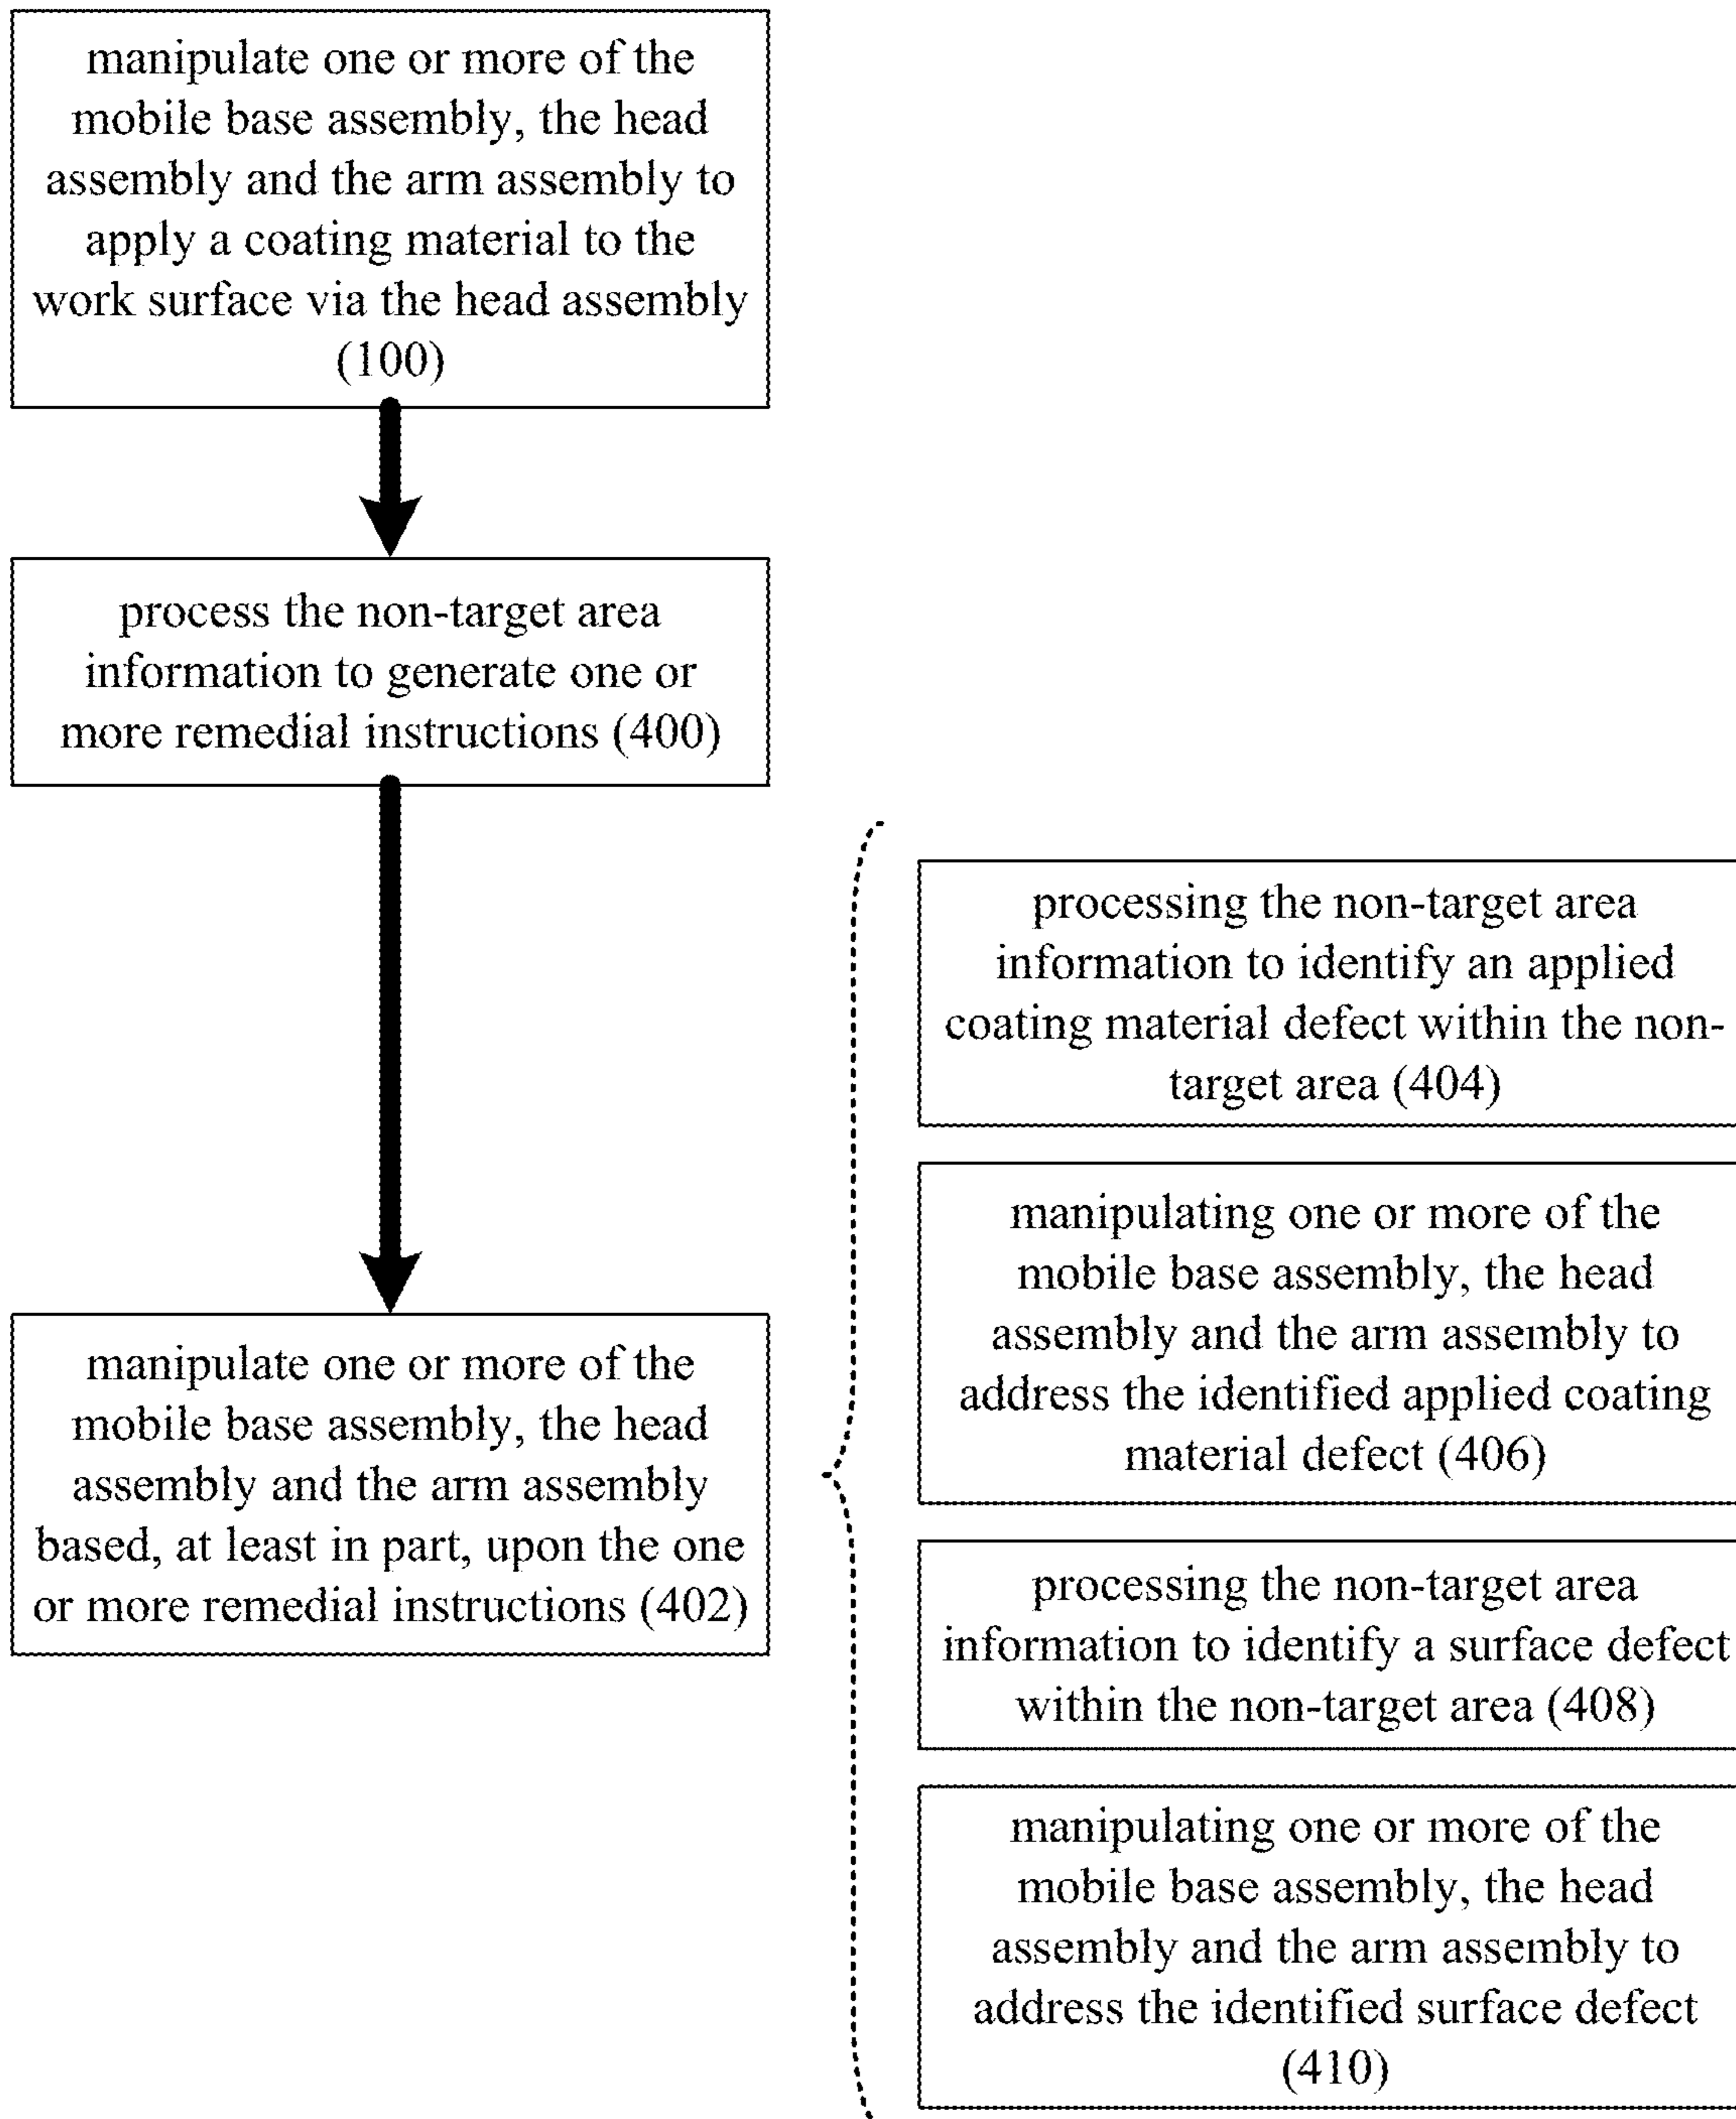 manipulate one or more of the
mobile base assembly, the head
assembly and the arm assembly to
apply a coating material to the
work surface via the head assembly
(100)
process the non-target area
information to generate one or
more remedial instructions (400)
manipulate one or more of the
mobile base assembly, the head
assembly and the arm assembly
based, at least in part, upon the one
or more remedial instructions (402)
processing the non-target area
information to identify an applied
coating material defect within the non-
target area (404)
manipulating one or more of the
mobile base assembly, the head
assembly and the arm assembly to
address the identified applied coating
material defect (406)
processing the non-target area
information to identify a surface defect
within the non-target area (408)
manipulating one or more of the
mobile base assembly, the head
assembly and the arm assembly to
address the identified surface defect
(410)